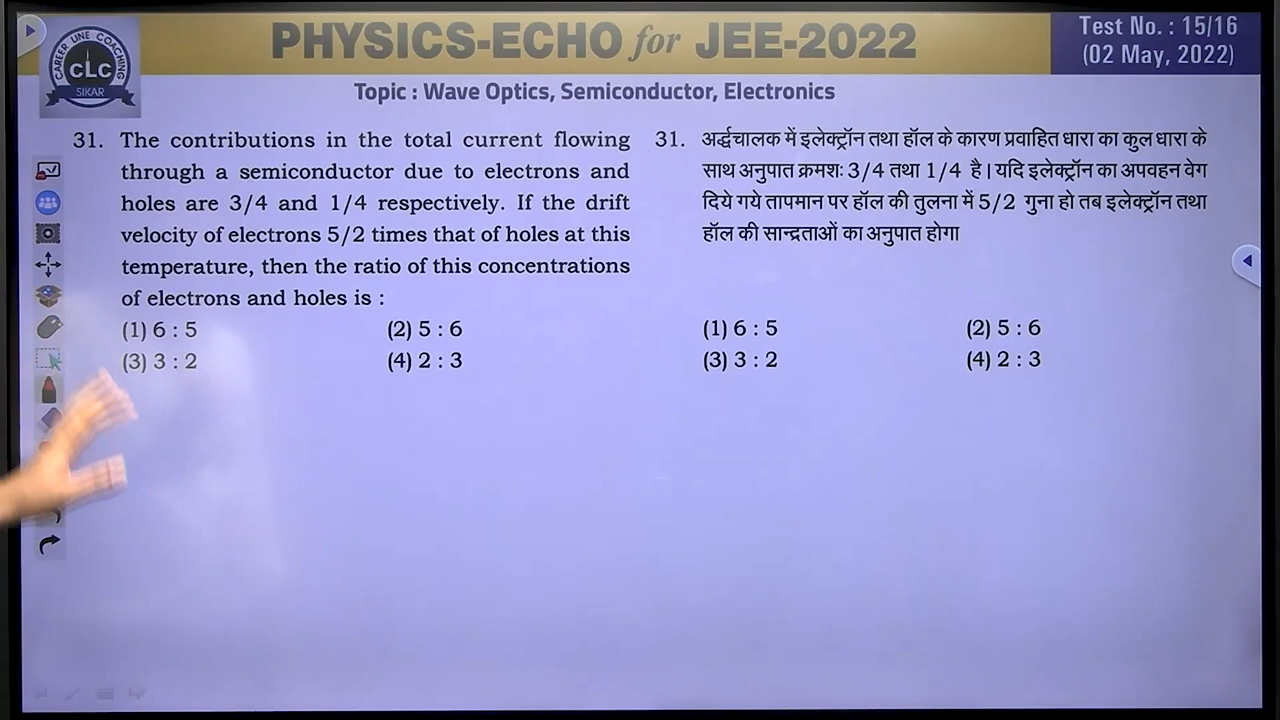 PHYSICS-ECHO for JEE-2022
Test No. : 15/16
(02 May, 2022)
CAREER LINE COACHING
CLC
SIKAR
Topic : Wave Optics, Semiconductor, Electronics
31. The contributions in the total current flowing
through a semiconductor due to electrons and
holes are 3/4 and 1/4 respectively. If the drift
velocity of electrons 5/2 times that of holes at this
temperature, then the ratio of this concentrations
of electrons and holes is :
(1) 6 : 5 (2) 5 : 6
(3) 3 : 2 (4) 2 : 3
31. अर्द्धचालक में इलेक्ट्रॉन तथा हॉल के कारण प्रवाहित धारा का कुल धारा के
साथ अनुपात क्रमशः 3/4 तथा 1/4 है। यदि इलेक्ट्रॉन का अपवहन वेग
दिये गये तापमान पर हॉल की तुलना में 5/2 गुना हो तब इलेक्ट्रॉन तथा
हॉल की सान्द्रताओं का अनुपात होगा
(1) 6 : 5 (2) 5 : 6
(3) 3 : 2 (4) 2 : 3